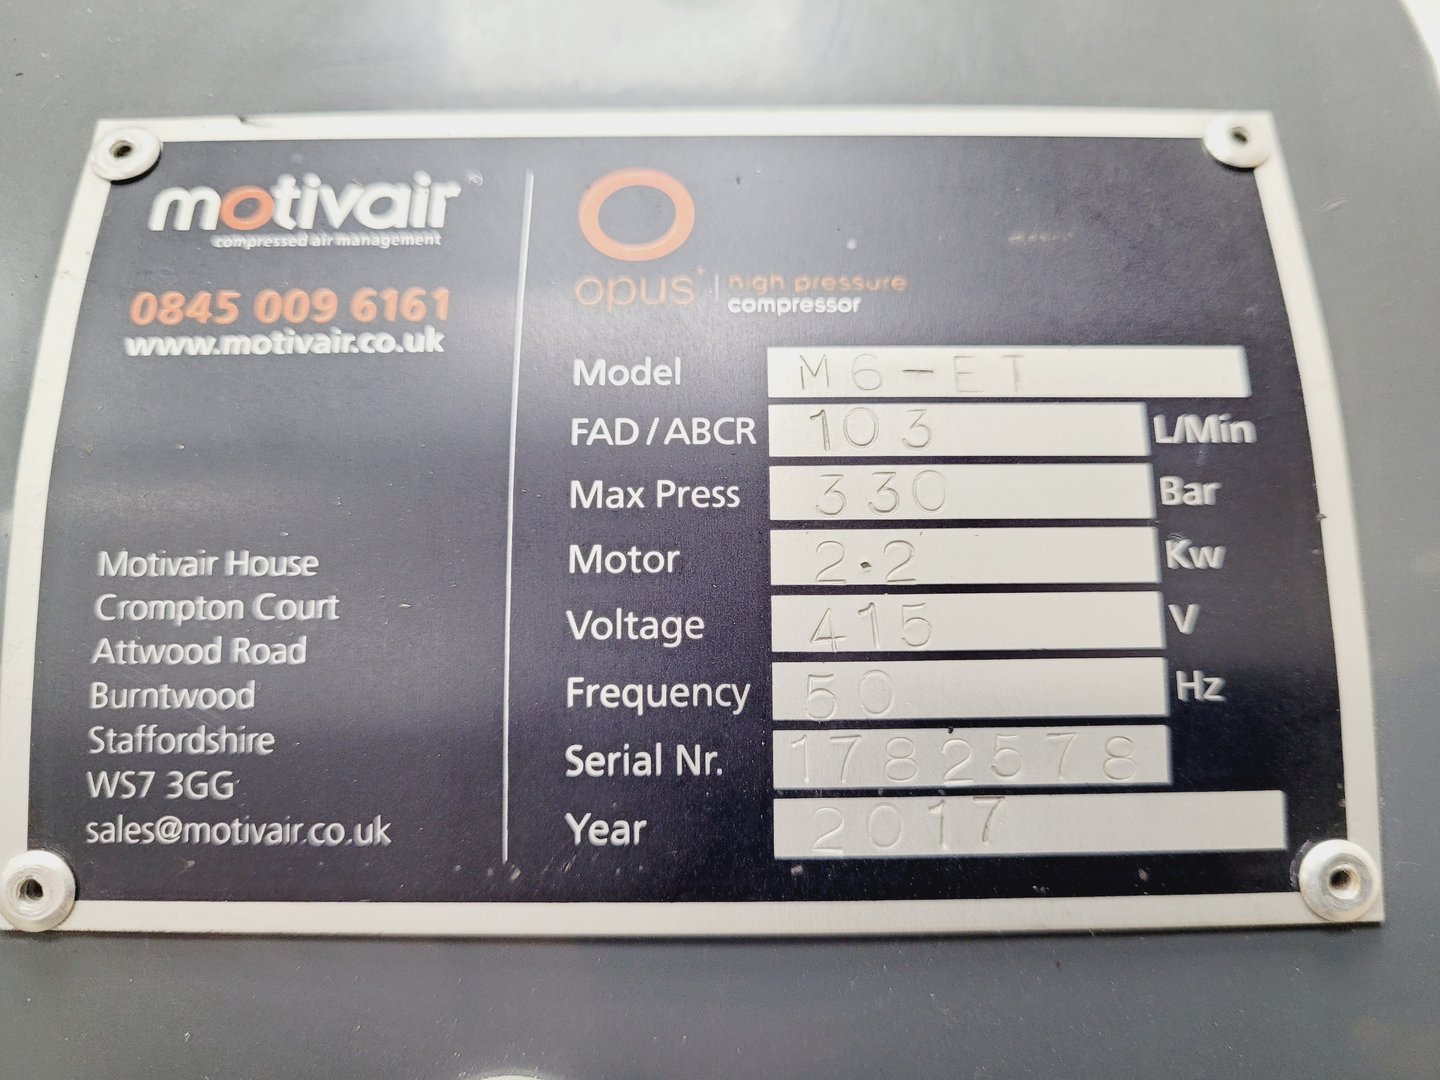 motivair
compressed air management
0845 009 6161
www.motivair.co.uk
Motivair House
Crompton Court
Attwood Road
Burntwood
Staffordshire
WS7 3GG
sales@motivair.co.uk
opus
high pressure
compressor
Model M6-ET
FAD / ABCR 103 L/Min
Max Press 330 Bar
Motor 2.2 Kw
Voltage 415 V
Frequency 50 Hz
Serial Nr. 1782578
Year 2017